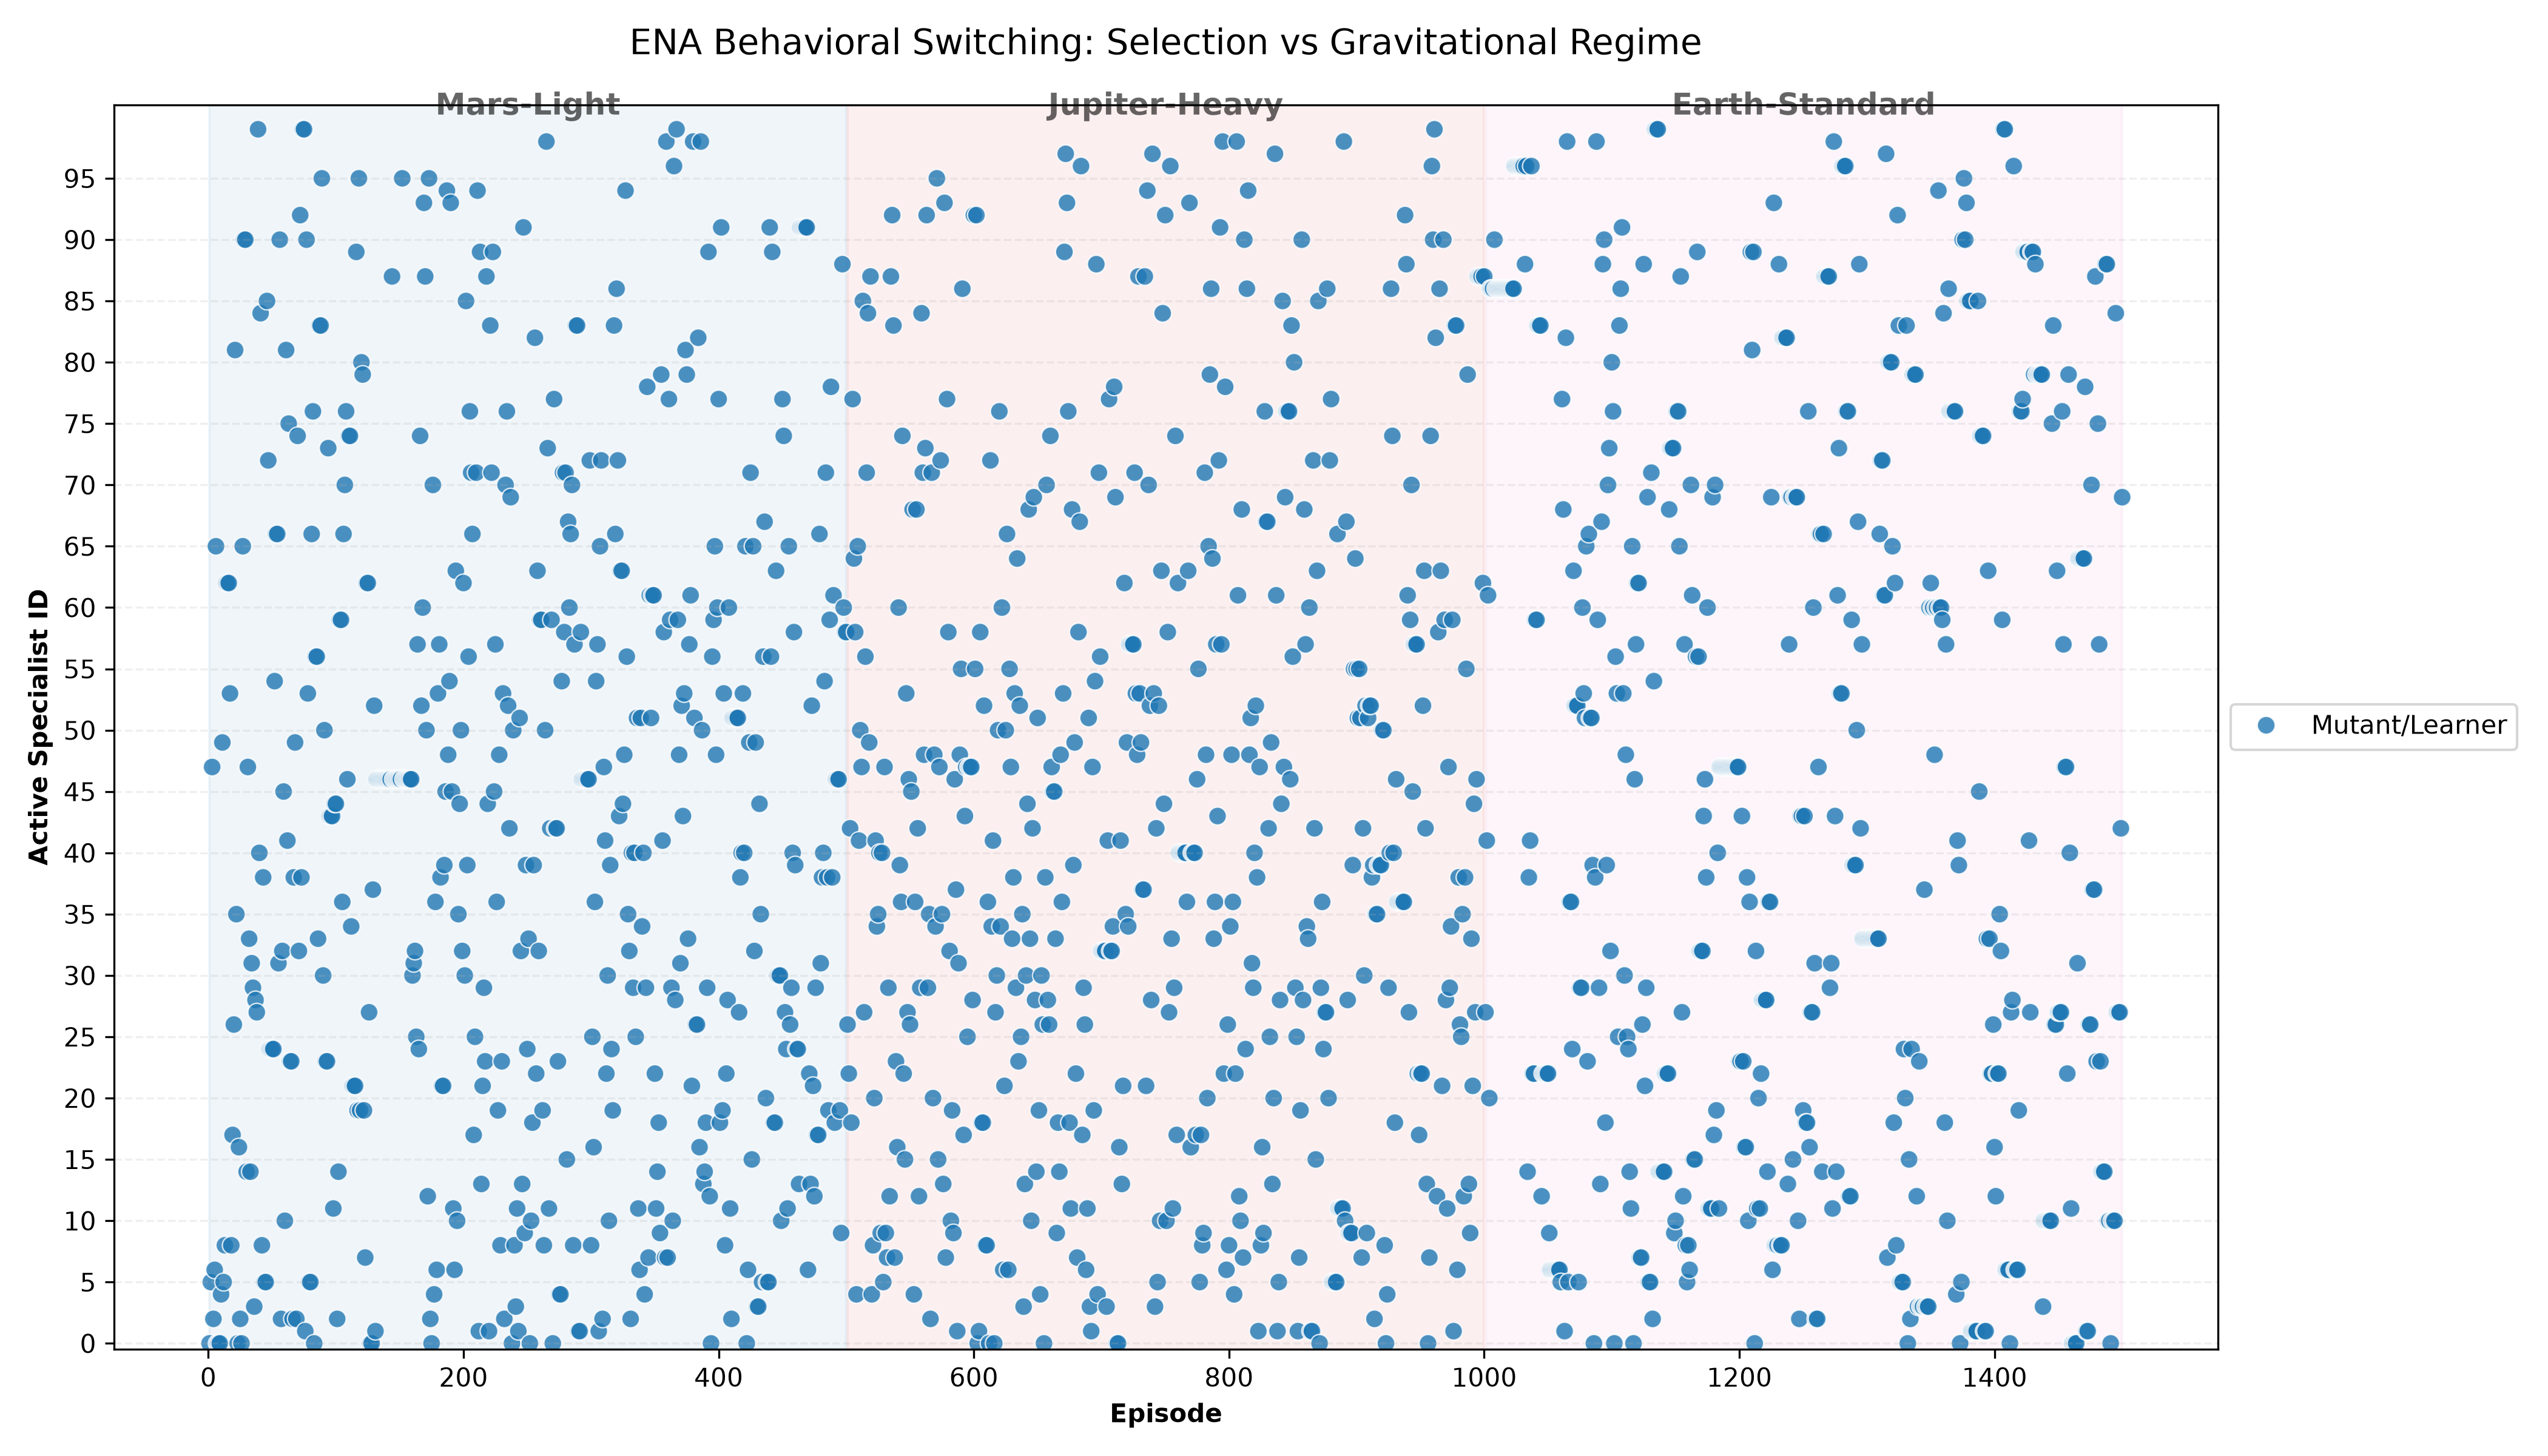 ENA Behavioral Switching: Selection vs Gravitational Regime
Mars-Light
Jupiter-Heavy
Earth-Standard
95
90
85
80
75
70
65
60
55
50
45
40
35
30
25
20
15
10
5
0
Active Specialist ID
Mutant/Learner
0 200 400 600 800 1000 1200 1400
Episode